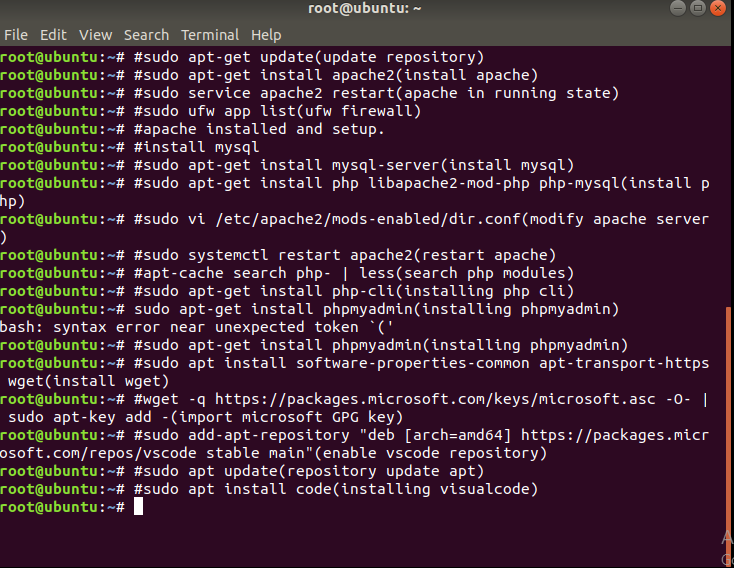 root@ubuntu: ~
File Edit View Search Terminal Help
root@ubuntu:~# #sudo apt-get update(update repository)
root@ubuntu:~# #sudo apt-get install apache2(install apache)
root@ubuntu:~# #sudo service apache2 restart(apache in running state)
root@ubuntu:~# #sudo ufw app list(ufw firewall)
root@ubuntu:~# #apache installed and setup.
root@ubuntu:~# #install mysql
root@ubuntu:~# #sudo apt-get install mysql-server(install mysql)
root@ubuntu:~# #sudo apt-get install php libapache2-mod-php php-mysql(install p
hp)
root@ubuntu:~# #sudo vi /etc/apache2/mods-enabled/dir.conf(modify apache server
)
root@ubuntu:~# #sudo systemctl restart apache2(restart apache)
root@ubuntu:~# #apt-cache search php- | less(search php modules)
root@ubuntu:~# #sudo apt-get install php-cli(installing php cli)
root@ubuntu:~# sudo apt-get install phpmyadmin(installing phpmyadmin)
bash: syntax error near unexpected token `('
root@ubuntu:~# #sudo apt-get install phpmyadmin(installing phpmyadmin)
root@ubuntu:~# #sudo apt install software-properties-common apt-transport-https
 wget(install wget)
root@ubuntu:~# #wget -q https://packages.microsoft.com/keys/microsoft.asc -O- |
 sudo apt-key add -(import microsoft GPG key)
root@ubuntu:~# #sudo add-apt-repository "deb [arch=amd64] https://packages.micr
osoft.com/repos/vscode stable main"(enable vscode repository)
root@ubuntu:~# #sudo apt update(repository update apt)
root@ubuntu:~# #sudo apt install code(installing visualcode)
root@ubuntu:~#